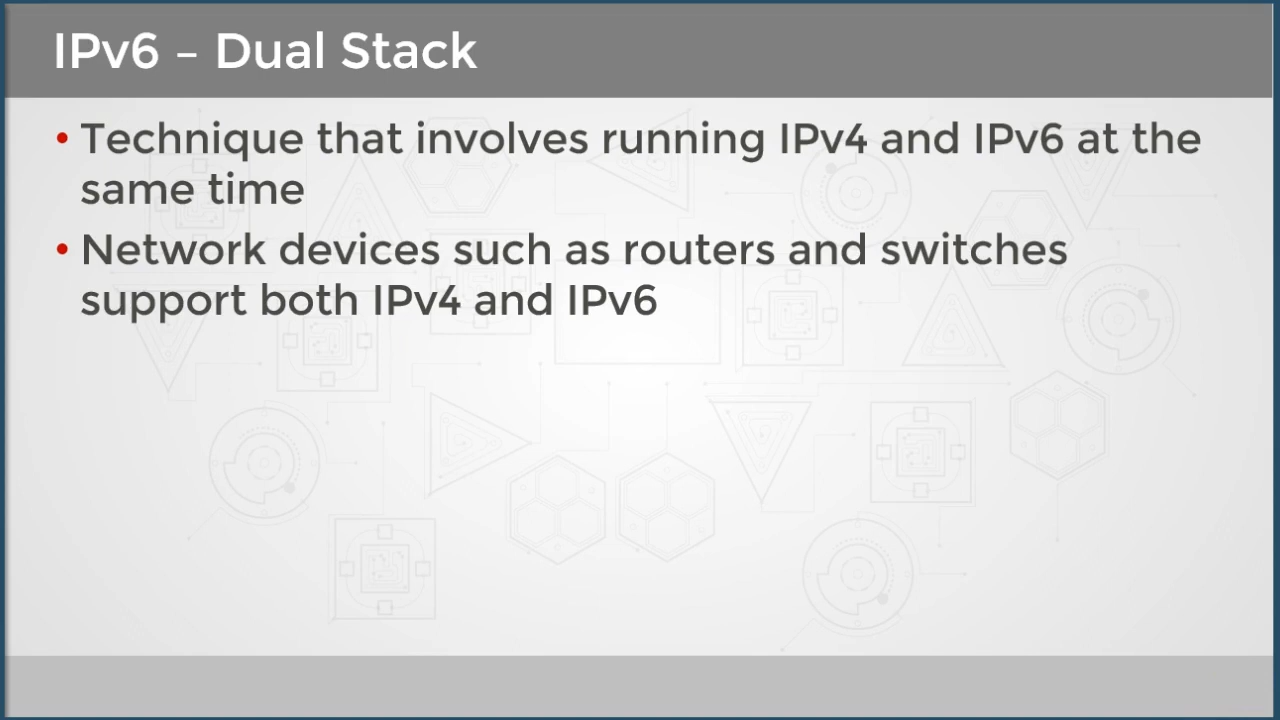 IPv6 – Dual Stack
• Technique that involves running IPv4 and IPv6 at the
same time
• Network devices such as routers and switches
support both IPv4 and IPv6